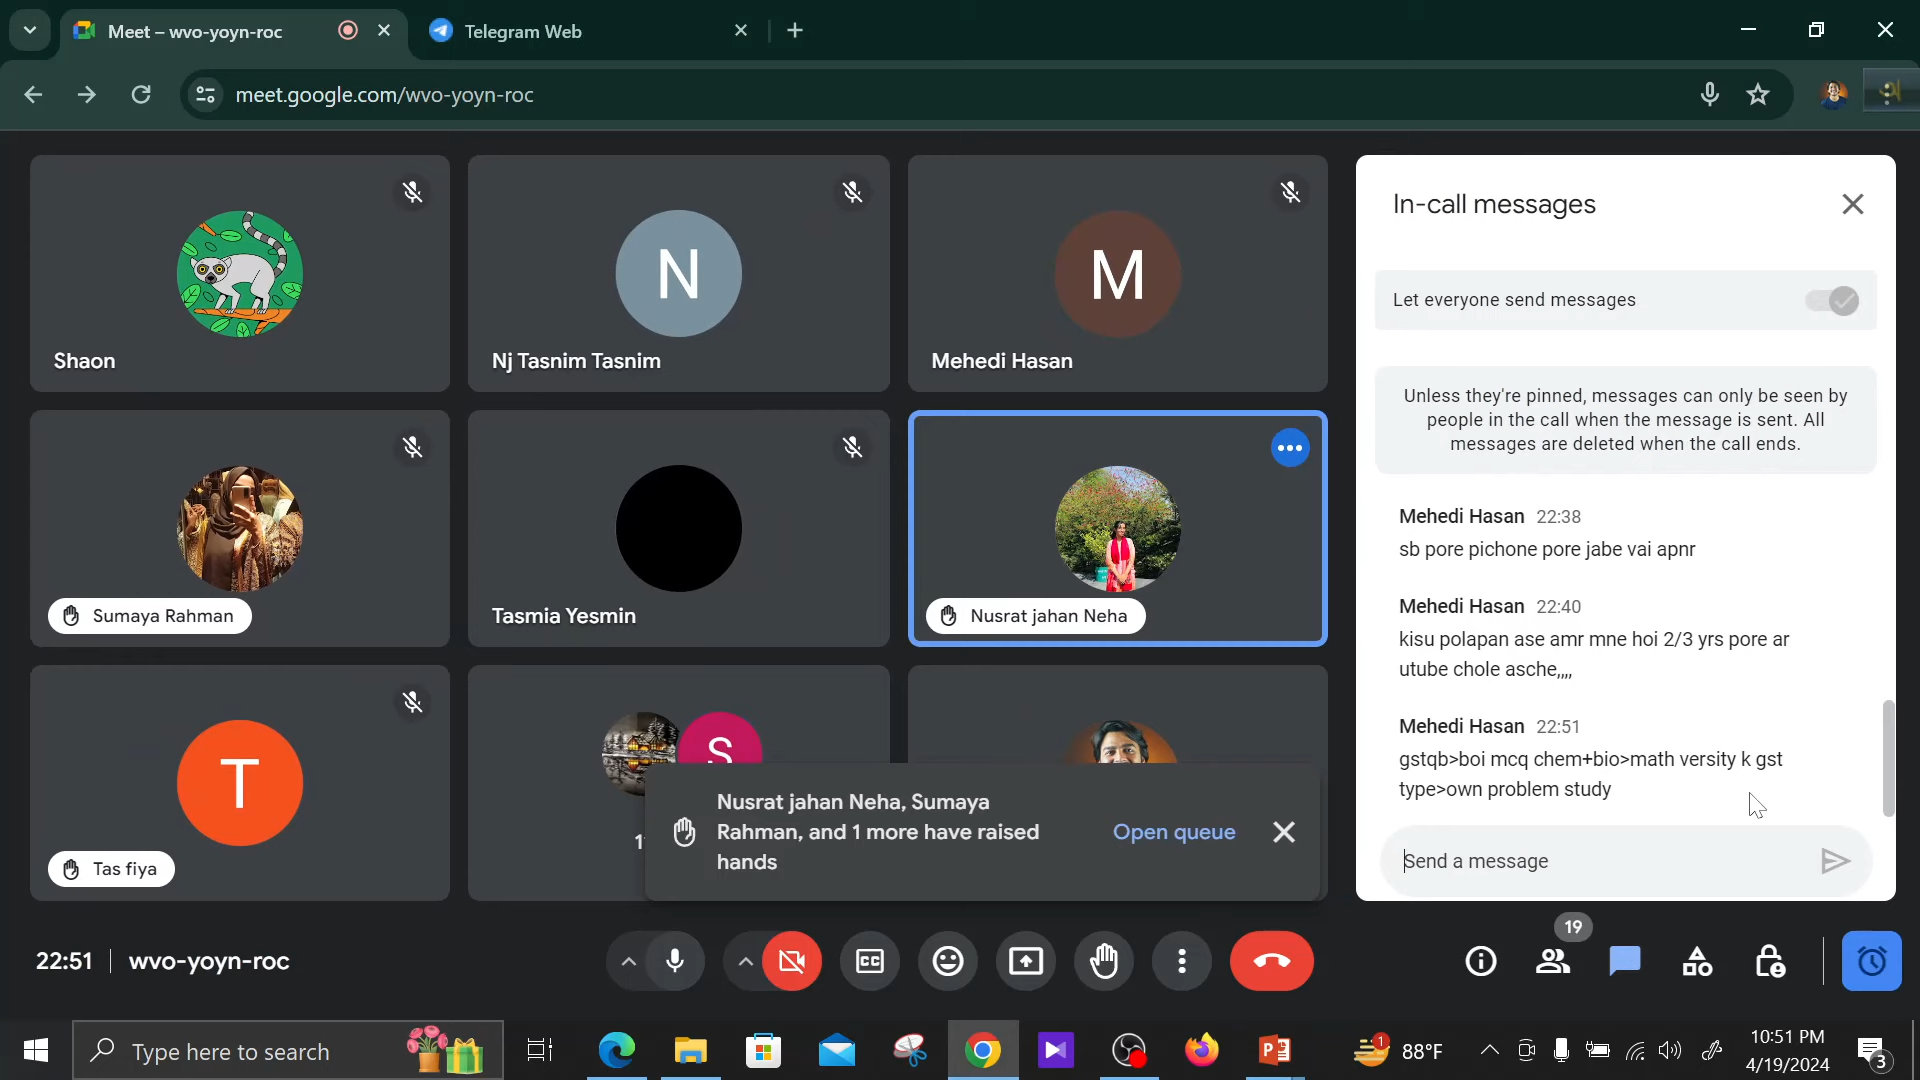 Meet – wvo-yoyn-roc
Telegram Web
meet.google.com/wvo-yoyn-roc
Shaon
N
Nj Tasnim Tasnim
M
Mehedi Hasan
Sumaya Rahman
Tasmia Yesmin
Nusrat jahan Neha
T
Tas fiya
S
Nusrat jahan Neha, Sumaya
Rahman, and 1 more have raised
hands
Open queue
In-call messages
Let everyone send messages
Unless they're pinned, messages can only be seen by
people in the call when the message is sent. All
messages are deleted when the call ends.
Mehedi Hasan 22:38
sb pore pichone pore jabe vai apnr
Mehedi Hasan 22:40
kisu polapan ase amr mne hoi 2/3 yrs pore ar
utube chole asche,,,,
Mehedi Hasan 22:51
gstqb>boi mcq chem+bio>math versity k gst
type>own problem study
Send a message
22:51 wvo-yoyn-roc
CC
19
Type here to search
1
88°F
10:51 PM
4/19/2024
3